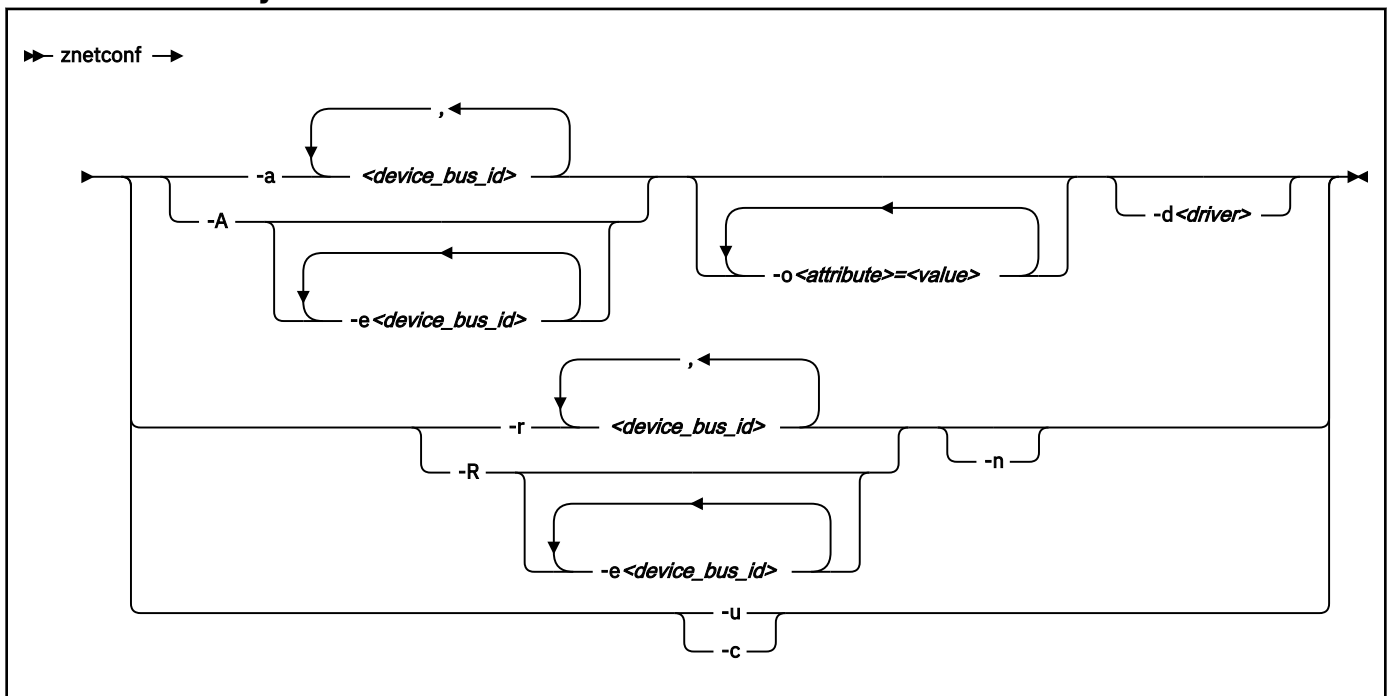 znetconf
,
-a <device_bus_id>
-A
-d<driver>
-o<attribute>=<value>
-e<device_bus_id>
,
-r <device_bus_id>
-n
-R
-e<device_bus_id>
-u
-c